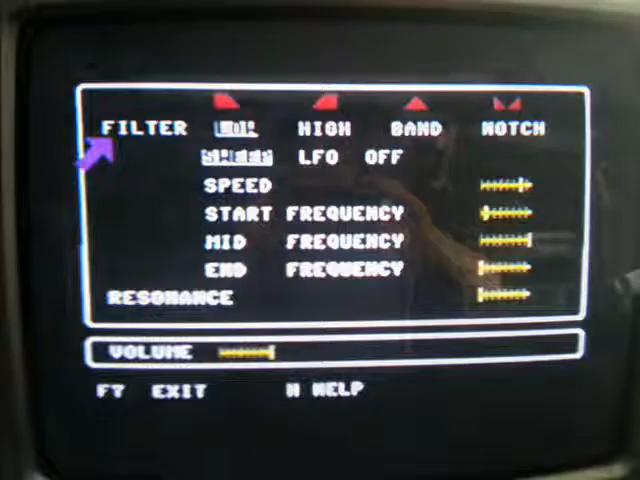 FILTER LOW HIGH BAND NOTCH
SPEED LFO OFF
SPEED
START FREQUENCY
MID FREQUENCY
END FREQUENCY
RESONANCE
VOLUME
F7 EXIT H HELP